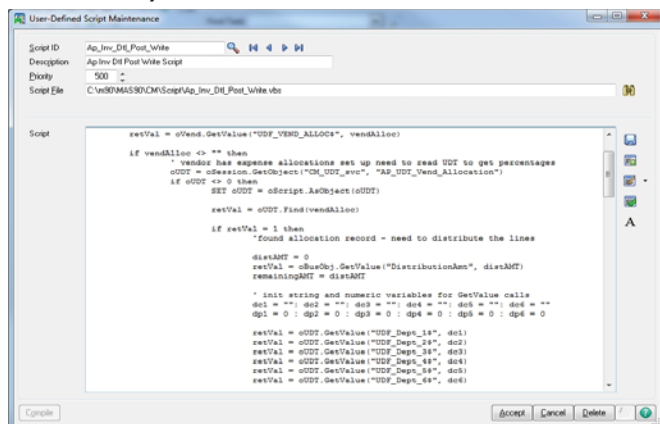 User-Defined Script Maintenance
Script ID Ap_Inv_Dtl_Post_Write
Description Ap Inv Dtl Post Write Script
Priority 500
Script File C:\m90\MAS90\CM\Script\Ap_Inv_Dtl_Post_Write.vbs
Script
retVal = oVend.GetValue("UDF_VEND_ALLOC$", vendAlloc)
if vendAlloc <> "" then
' vendor has expense allocations set up need to read UDT to get percentages
oUDT = oSession.GetObject("CM_UDT_svc", "AP_UDT_Vend_Allocation")
if oUDT <> 0 then
SET oUDT = oScript.AsObject(oUDT)
retVal = oUDT.Find(vendAlloc)
if retVal = 1 then
'found allocation record - need to distribute the lines
distAMT = 0
retVal = oBusObj.GetValue("DistributionAmt", distAMT)
remainingAMT = distAMT
' init string and numeric variables for GetValue calls
dc1 = "": dc2 = "": dc3 = "": dc4 = "": dc5 = "": dc6 = ""
dp1 = 0 : dp2 = 0 : dp3 = 0 : dp4 = 0 : dp5 = 0 : dp6 = 0
retVal = oUDT.GetValue("UDF_Dept_1$", dc1)
retVal = oUDT.GetValue("UDF_Dept_2$", dc2)
retVal = oUDT.GetValue("UDF_Dept_3$", dc3)
retVal = oUDT.GetValue("UDF_Dept_4$", dc4)
retVal = oUDT.GetValue("UDF_Dept_5$", dc5)
retVal = oUDT.GetValue("UDF_Dept_6$", dc6)
A
Compile
Accept Cancel Delete